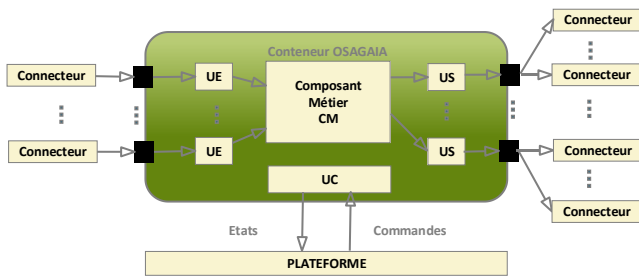 Conteneur OSAGAIA
Connecteur
Connecteur
Connecteur
Connecteur
UE
Composant
Métier
CM
US
Connecteur
UE
US
Connecteur
Connecteur
UC
Etats
Commandes
PLATEFORME